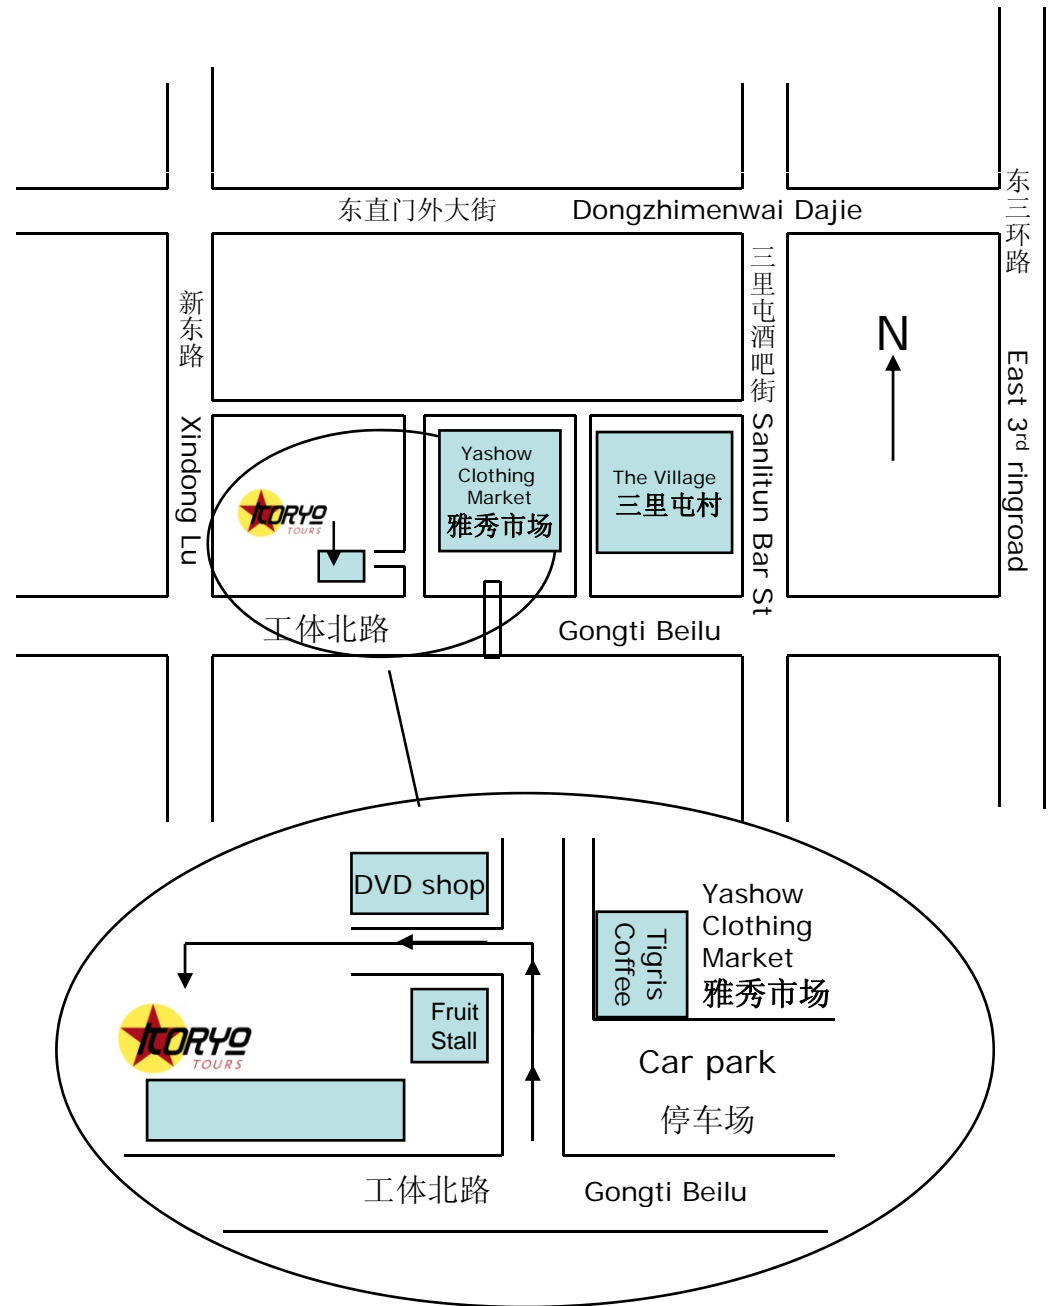 东直门外大街
Dongzhimenwai Dajie
东三环路
三里屯酒吧街
新东路
N
East 3rd ringroad
Xindong Lu
Sanlitun Bar St
Yashow
Clothing
Market
雅秀市场
The Village
三里屯村
KORYO
TOURS
工体北路
Gongti Beilu
DVD shop
Tigris
Coffee
Yashow
Clothing
Market
雅秀市场
Fruit
Stall
KORYO
TOURS
Car park
停车场
工体北路
Gongti Beilu